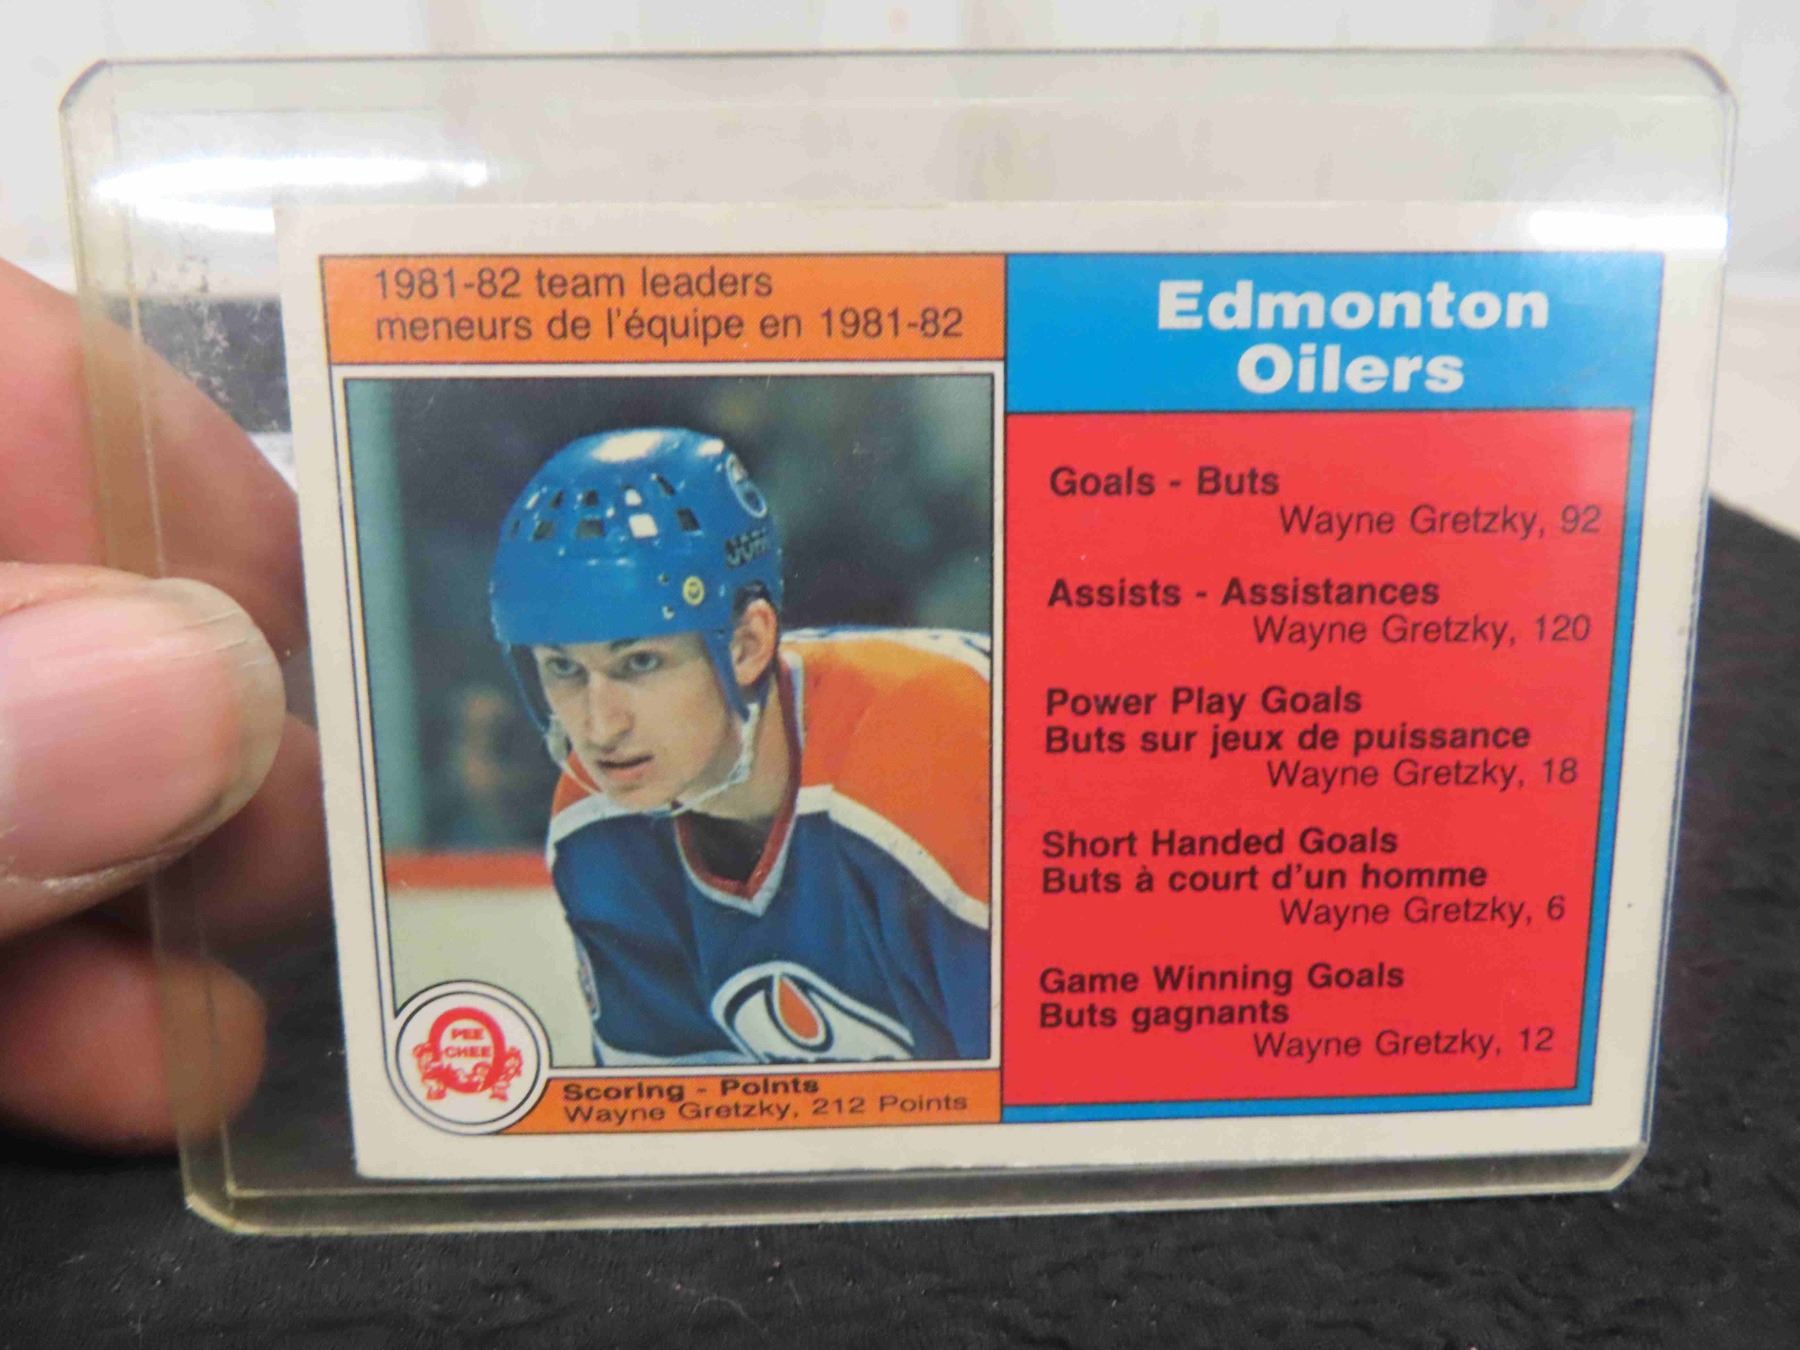 1981-82 team leaders
meneurs de l'équipe en 1981-82
Edmonton
Oilers
Goals - Buts
Wayne Gretzky, 92
Assists - Assistances
Wayne Gretzky, 120
Power Play Goals
Buts sur jeux de puissance
Wayne Gretzky, 18
Short Handed Goals
Buts à court d'un homme
Wayne Gretzky, 6
Game Winning Goals
Buts gagnants
Wayne Gretzky, 12
PEE
CHEE
Scoring - Points
Wayne Gretzky, 212 Points